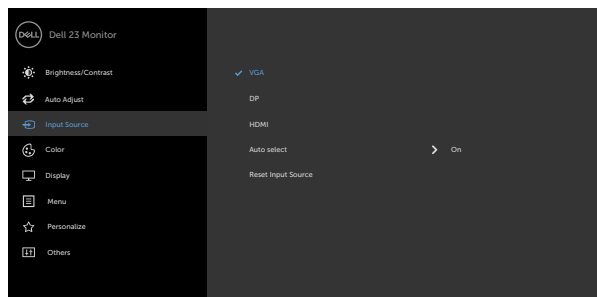 DELL Dell 23 Monitor
Brightness/Contrast
Auto Adjust
Input Source
Color
Display
Menu
Personalize
Others
VGA
DP
HDMI
Auto select On
Reset Input Source